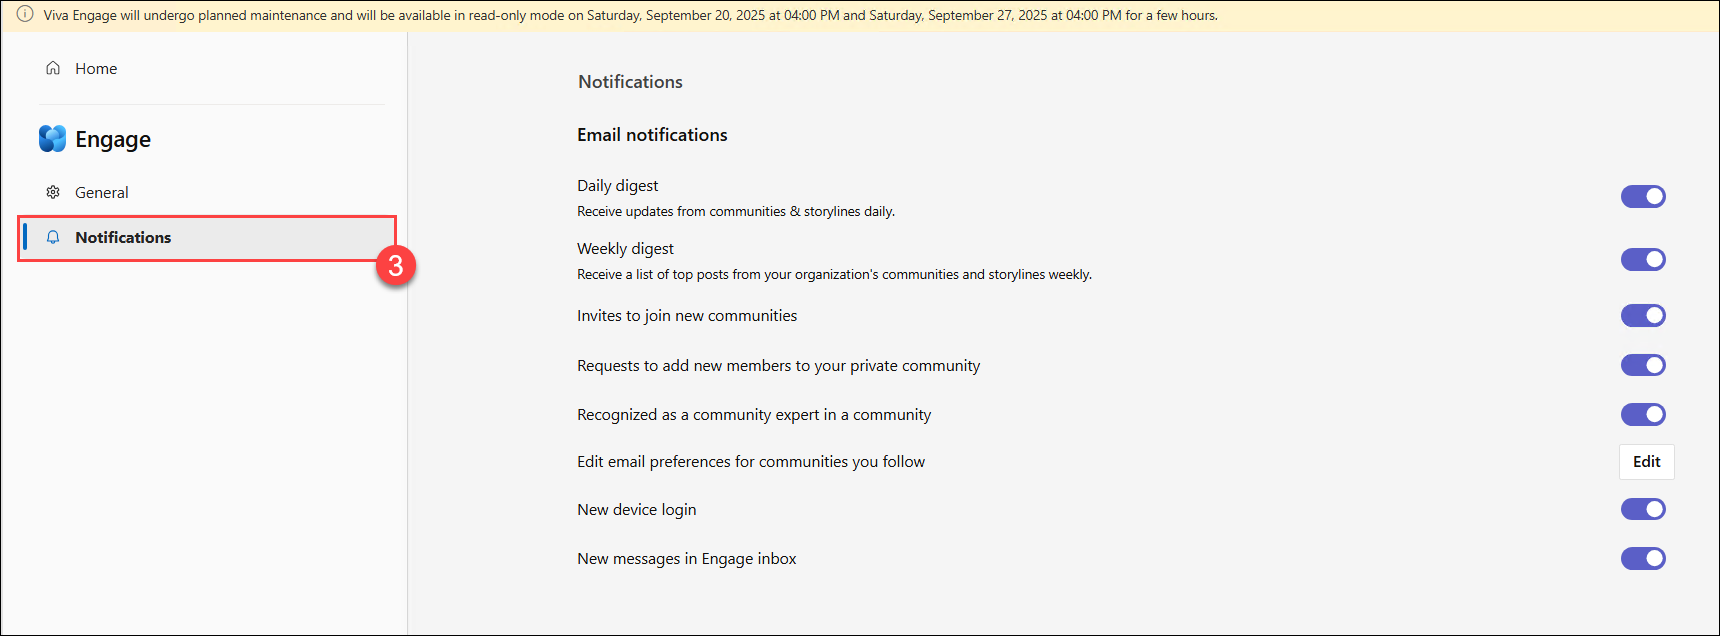 Viva Engage will undergo planned maintenance and will be available in read-only mode on Saturday, September 20, 2025 at 04:00 PM and Saturday, September 27, 2025 at 04:00 PM for a few hours.
Home
Engage
General
Notifications
3
Notifications
Email notifications
Daily digest
Receive updates from communities & storylines daily.
Weekly digest
Receive a list of top posts from your organization's communities and storylines weekly.
Invites to join new communities
Requests to add new members to your private community
Recognized as a community expert in a community
Edit email preferences for communities you follow
Edit
New device login
New messages in Engage inbox